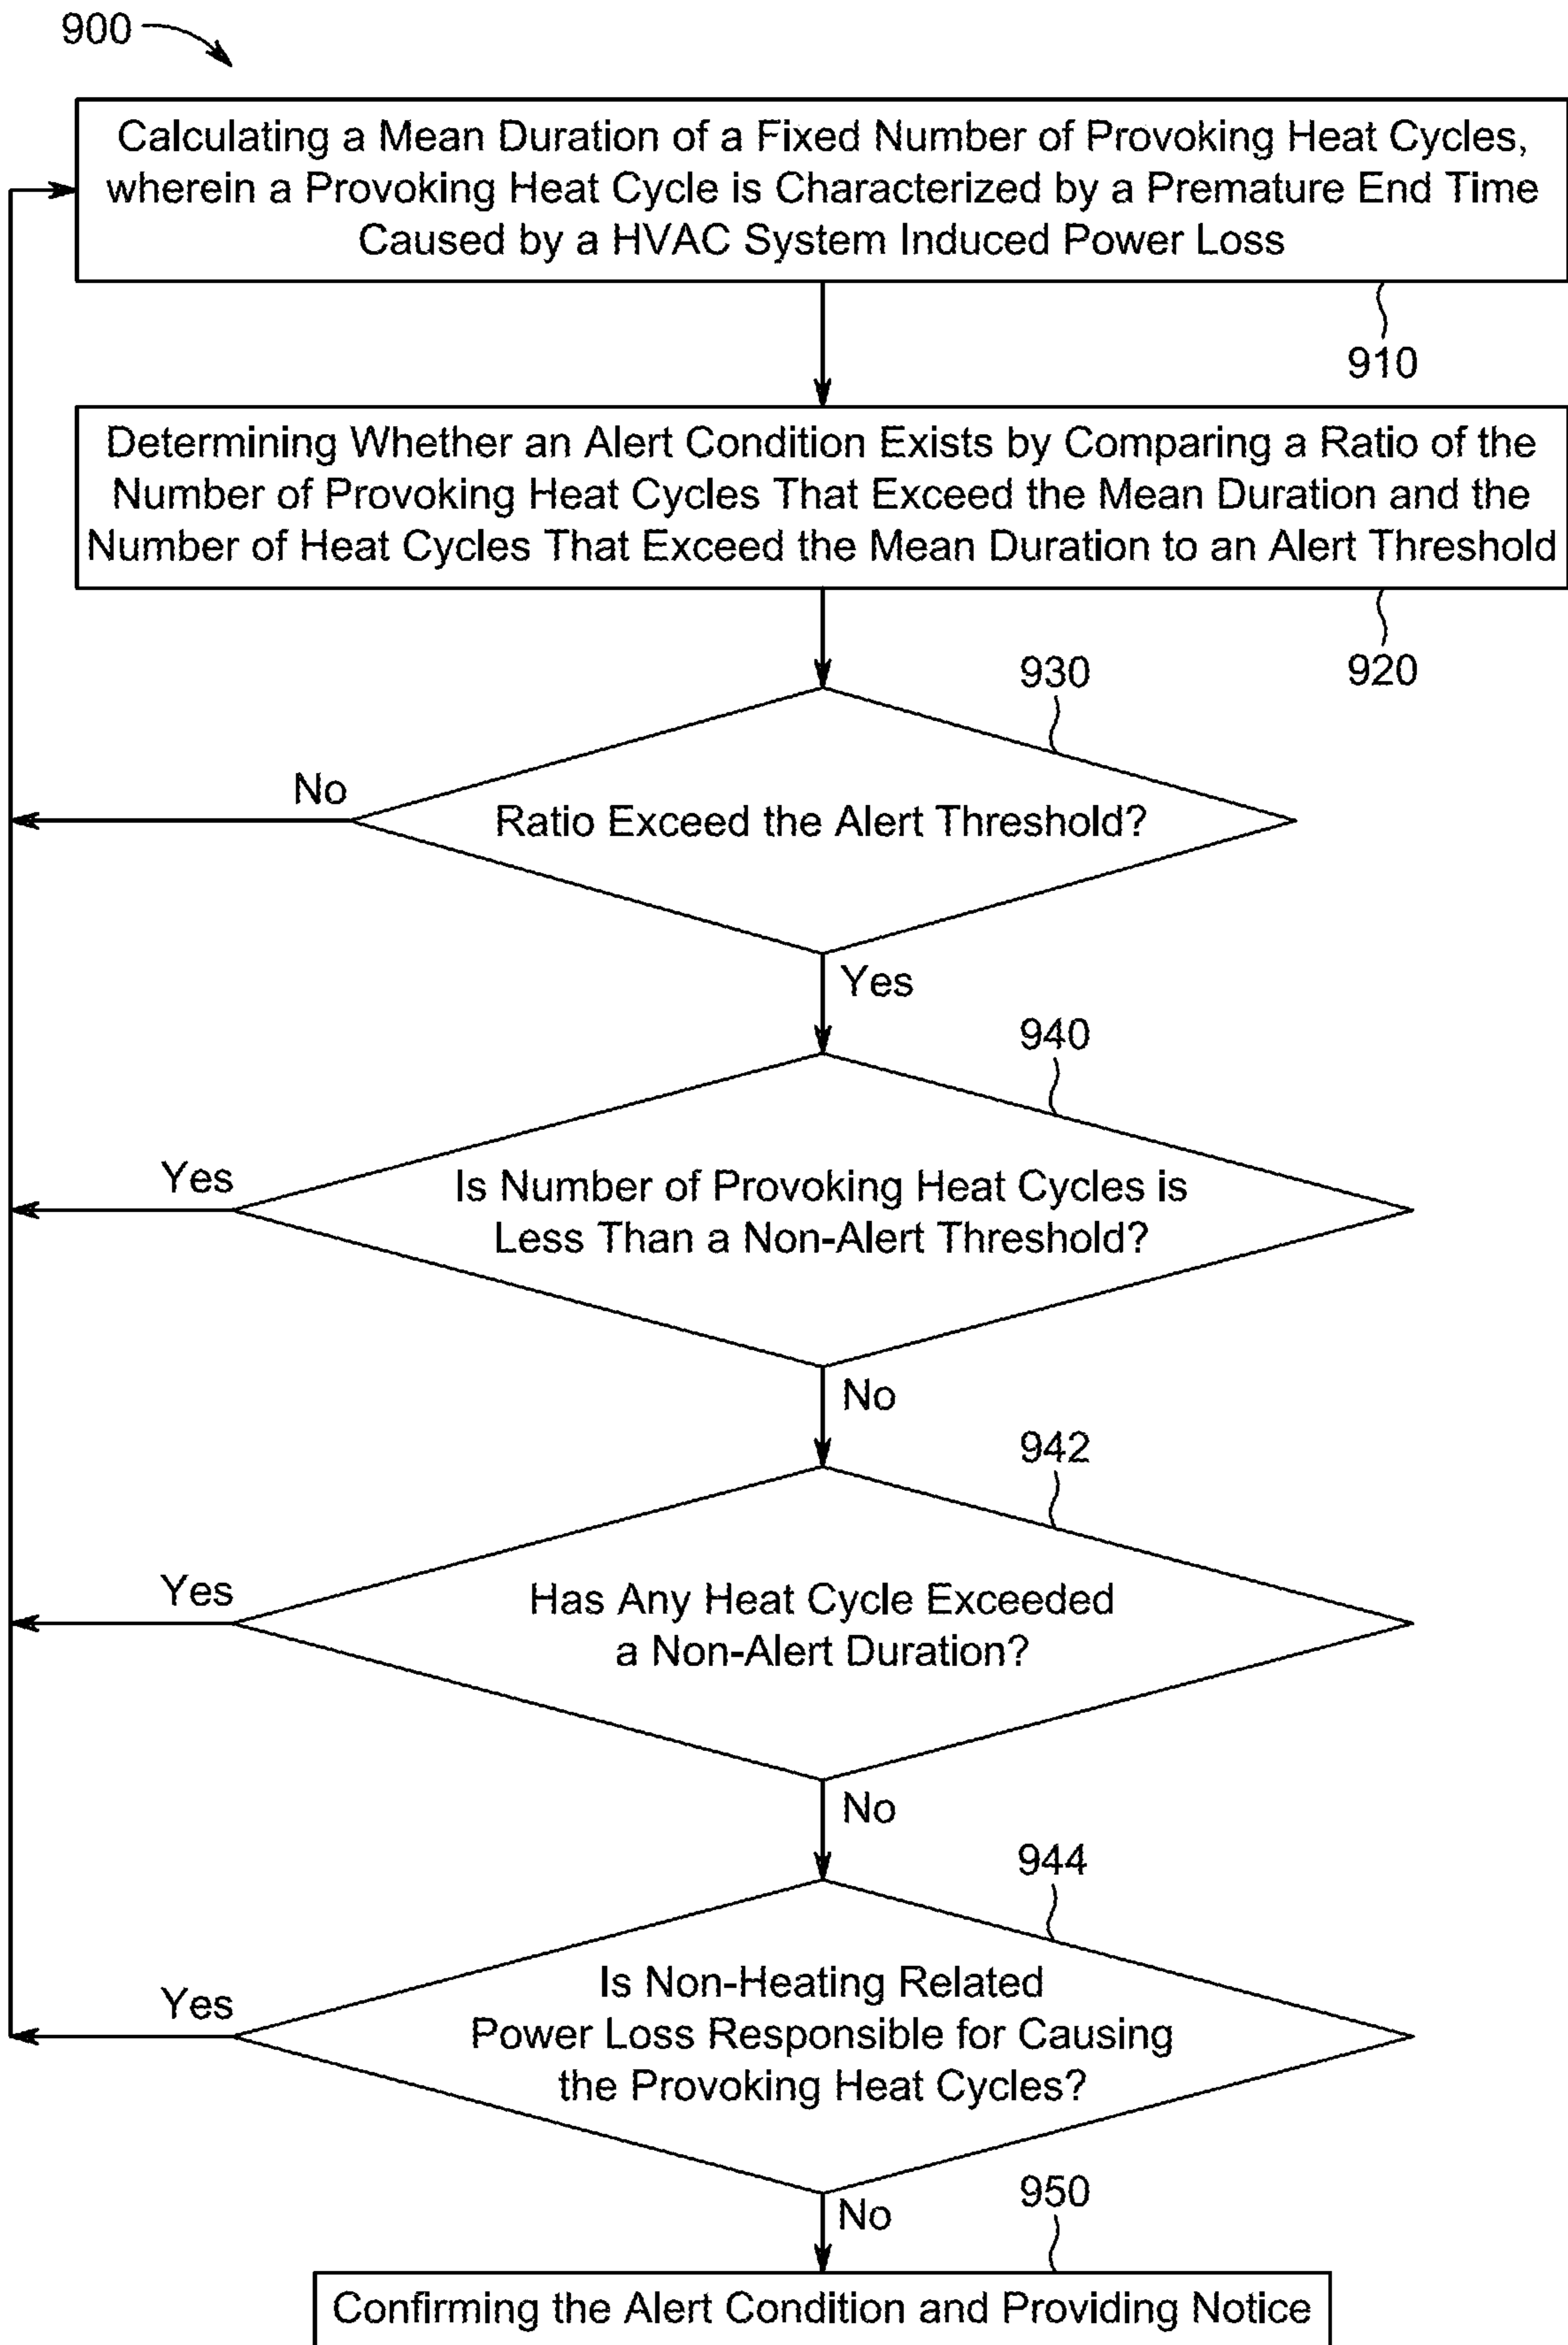 900
Calculating a Mean Duration of a Fixed Number of Provoking Heat Cycles,
wherein a Provoking Heat Cycle is Characterized by a Premature End Time
Caused by a HVAC System Induced Power Loss
910
Determining Whether an Alert Condition Exists by Comparing a Ratio of the
Number of Provoking Heat Cycles That Exceed the Mean Duration and the
Number of Heat Cycles That Exceed the Mean Duration to an Alert Threshold
920
930
No
Ratio Exceed the Alert Threshold?
Yes
940
Yes
Is Number of Provoking Heat Cycles is
Less Than a Non-Alert Threshold?
No
942
Yes
Has Any Heat Cycle Exceeded
a Non-Alert Duration?
No
944
Yes
Is Non-Heating Related
Power Loss Responsible for Causing
the Provoking Heat Cycles?
No
950
Confirming the Alert Condition and Providing Notice